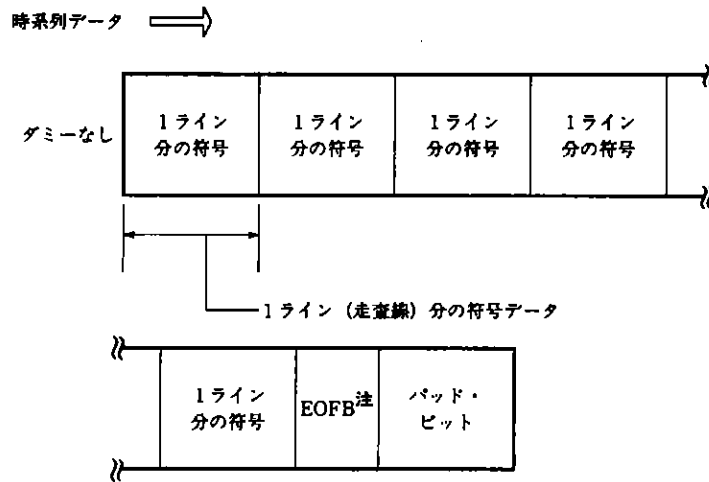 時系列データ
ダミーなし
1ライン
分の符号
1ライン
分の符号
1ライン
分の符号
1ライン
分の符号
1ライン(走査線)分の符号データ
1ライン
分の符号
EOFB注
パッド・
ビット